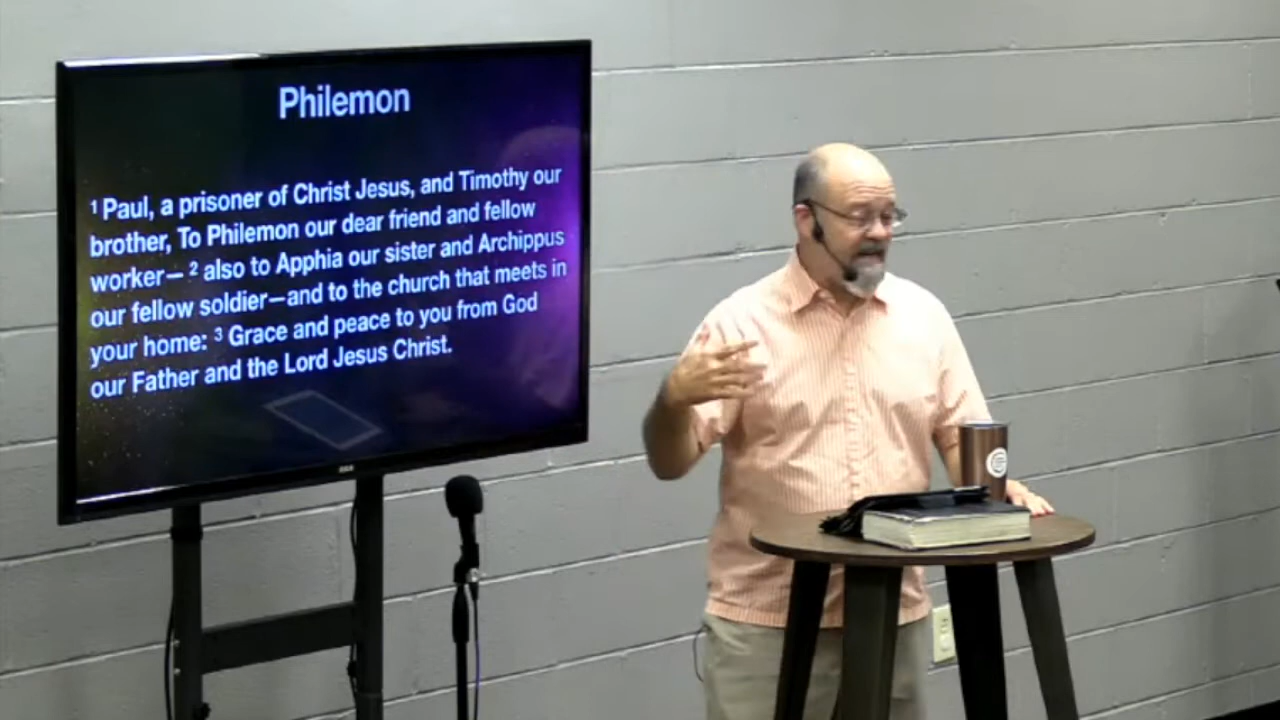 Philemon
1 Paul, a prisoner of Christ Jesus, and Timothy our
brother, To Philemon our dear friend and fellow
worker— 2 also to Apphia our sister and Archippus
our fellow soldier—and to the church that meets in
your home: 3 Grace and peace to you from God
our Father and the Lord Jesus Christ.
RCA